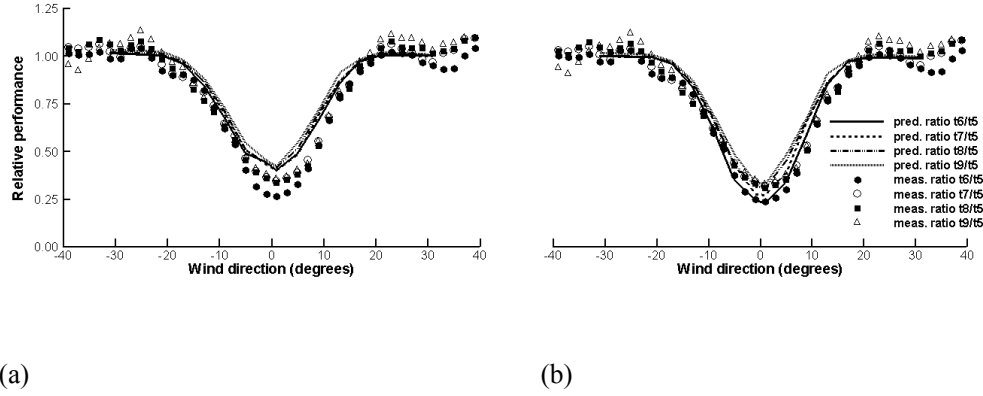 1.25
1.00
0.75
0.50
0.25
0.00
Relative performance
-40 -30 -20 -10 0 10 20 30 40
Wind direction (degrees)
-40 -30 -20 -10 0 10 20 30 40
Wind direction (degrees)
pred. ratio t6/t5
pred. ratio t7/t5
pred. ratio t8/t5
pred. ratio t9/t5
meas. ratio t6/t5
meas. ratio t7/t5
meas. ratio t8/t5
meas. ratio t9/t5
(a)
(b)